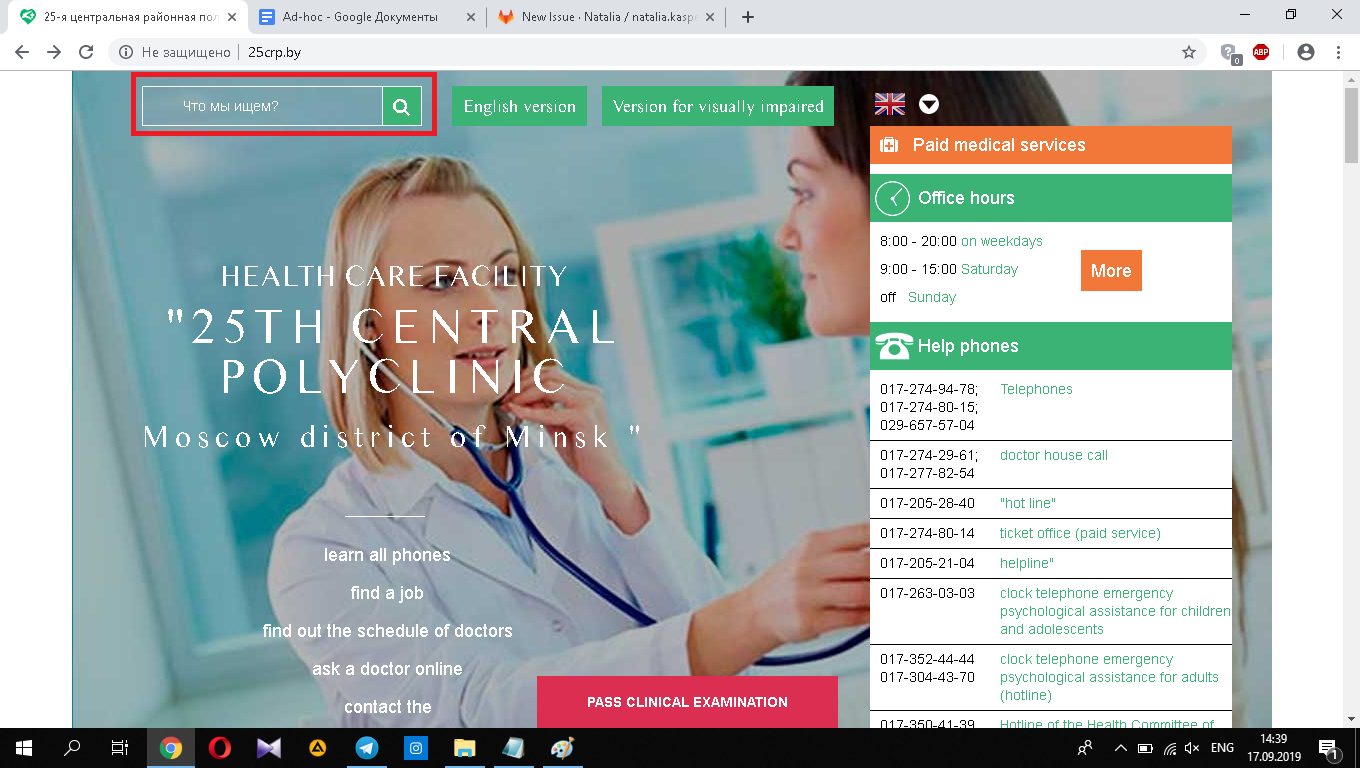 25-я центральная районная пол
Ad-hoc - Google Документы
New Issue · Natalia / natalia.kasp
Не защищено
25crp.by
0
ABP
Что мы ищем?
English version
Version for visually impaired
HEALTH CARE FACILITY
"25TH CENTRAL
POLYCLINIC
Moscow district of Minsk "
learn all phones
find a job
find out the schedule of doctors
ask a doctor online
contact the
PASS CLINICAL EXAMINATION
Paid medical services
Office hours
8:00 - 20:00 on weekdays
9:00 - 15:00 Saturday
off Sunday
More
Help phones
017-274-94-78; Telephones
017-274-80-15;
029-657-57-04
017-274-29-61; doctor house call
017-277-82-54
017-205-28-40 "hot line"
017-274-80-14 ticket office (paid service)
017-205-21-04 helpline"
017-263-03-03 clock telephone emergency
psychological assistance for children
and adolescents
017-352-44-44 clock telephone emergency
017-304-43-70 psychological assistance for adults
(hotline)
017-350-41-39 Hotline of the Health Committee of
ENG
14:39
17.09.2019
1